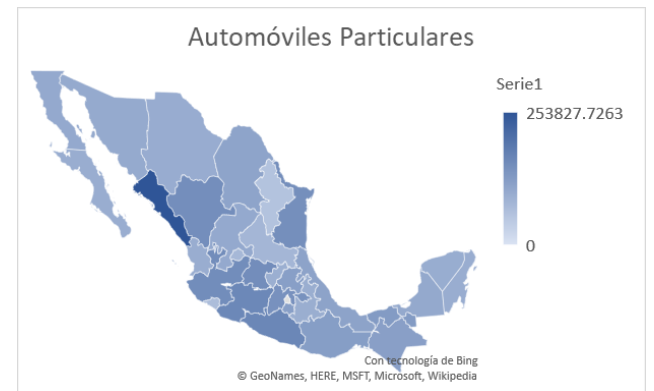 Automóviles Particulares
Serie1
253827.7263
0
Con tecnología de Bing
© GeoNames, HERE, MSFT, Microsoft, Wikipedia